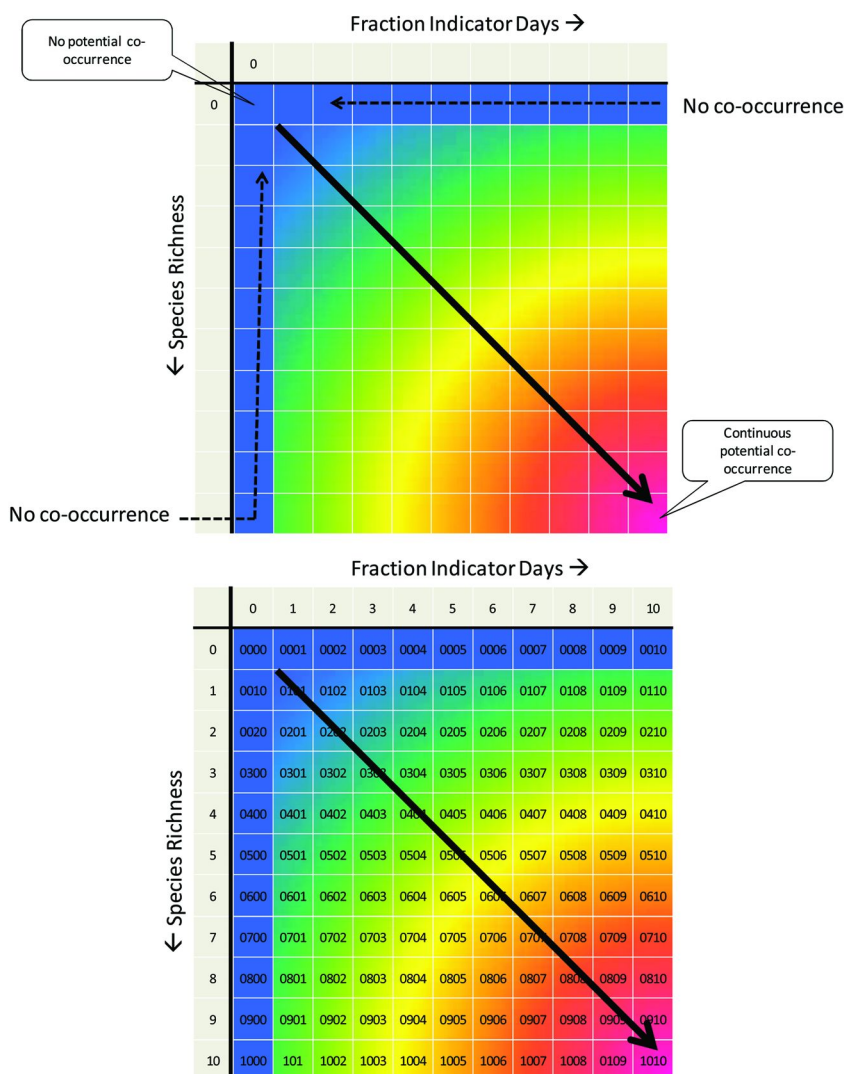 Fraction Indicator Days →
No potential co-
occurrence
0
0
No co-occurrence
← Species Richness
Continuous
potential co-
occurrence
No co-occurrence
Fraction Indicator Days →
0 1 2 3 4 5 6 7 8 9 10
← Species Richness
0 0000 0001 0002 0003 0004 0005 0006 0007 0008 0009 0010
1 0010 0102 0103 0104 0105 0106 0107 0108 0109 0110
2 0020 0201 0203 0204 0205 0206 0207 0208 0209 0210
3 0300 0301 0302 0304 0305 0306 0307 0308 0309 0310
4 0400 0401 0402 0403 0405 0406 0407 0408 0409 0410
5 0500 0501 0502 0503 0504 0506 0507 0508 0509 0510
6 0600 0601 0602 0603 0604 0605 0607 0608 0609 0610
7 0700 0701 0702 0703 0704 0705 0706 0708 0709 0710
8 0800 0801 0802 0803 0804 0805 0806 0807 0809 0810
9 0900 0901 0902 0903 0904 0905 0906 0907 0908 0910
10 1000 101 1002 1003 1004 1005 1006 1007 1008 0109 1010